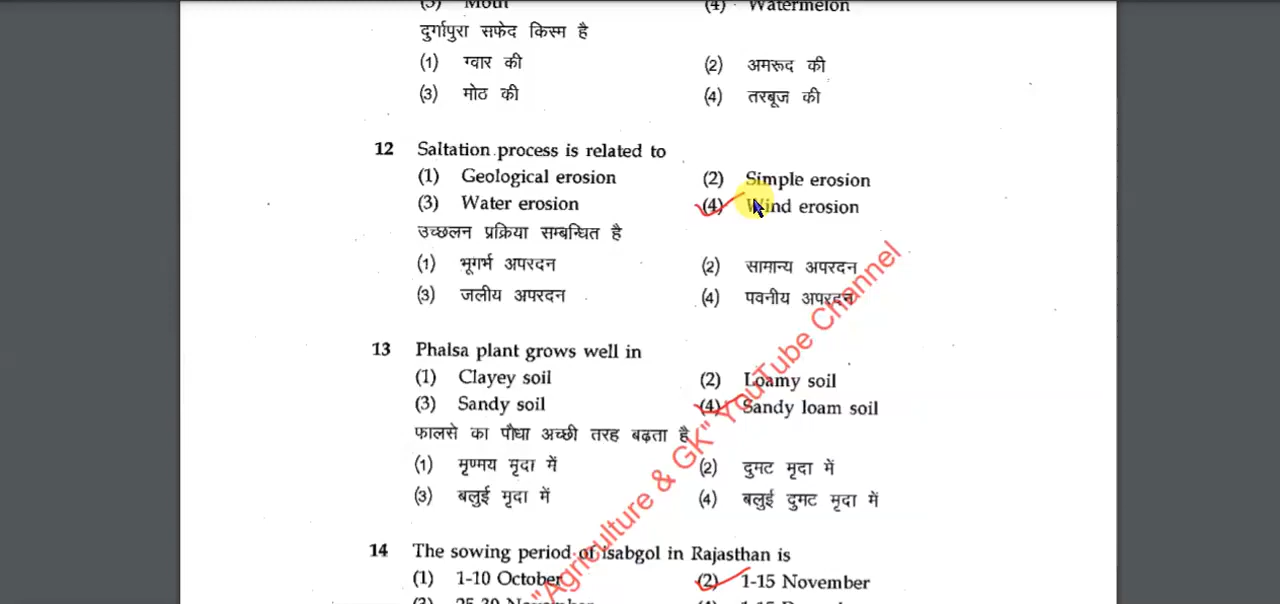 (3) Moth (4) Watermelon
दुर्गापुरा सफेद किस्म है
(1) ग्वार की (2) अमरूद की
(3) मोठ की (4) तरबूज की
12 Saltation process is related to
(1) Geological erosion (2) Simple erosion
(3) Water erosion (4) Wind erosion
उच्छलन प्रक्रिया सम्बन्धित है
(1) भूगर्भ अपरदन (2) सामान्य अपरदन
(3) जलीय अपरदन (4) पवनीय अपरदन
13 Phalsa plant grows well in
(1) Clayey soil (2) Loamy soil
(3) Sandy soil (4) Sandy loam soil
फालसे का पौधा अच्छी तरह बढ़ता है
(1) मृण्मय मृदा में (2) दुमट मृदा में
(3) बलुई मृदा में (4) बलुई दुमट मृदा में
14 The sowing period of isabgol in Rajasthan is
(1) 1-10 October (2) 1-15 November
"Agriculture & GK" YouTube Channel